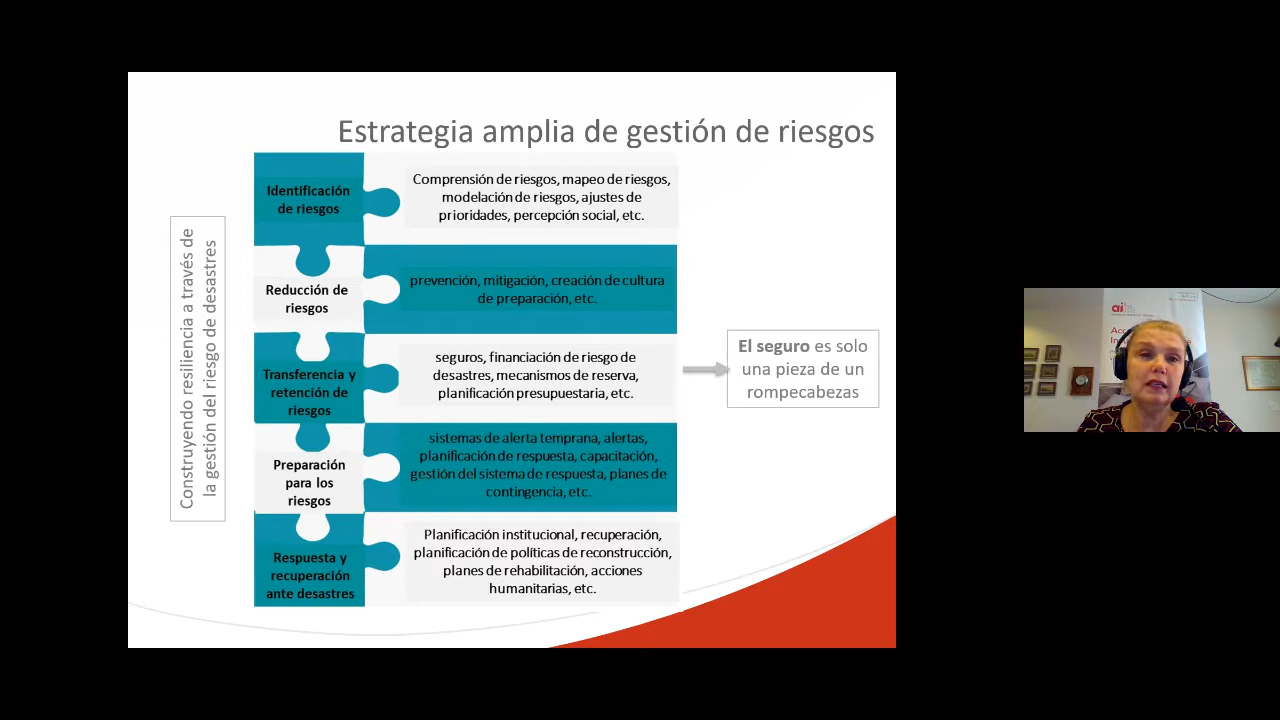 Estrategia amplia de gestión de riesgos
Construyendo resiliencia a través de
la gestión del riesgo de desastres
Identificación
de riesgos
Comprensión de riesgos, mapeo de riesgos,
modelación de riesgos, ajustes de
prioridades, percepción social, etc.
Reducción de
riesgos
prevención, mitigación, creación de cultura
de preparación, etc.
Transferencia y
retención de
riesgos
seguros, financiación de riesgo de
desastres, mecanismos de reserva,
planificación presupuestaria, etc.
El seguro es solo
una pieza de un
rompecabezas
Preparación
para los
riesgos
sistemas de alerta temprana, alertas,
planificación de respuesta, capacitación,
gestión del sistema de respuesta, planes de
contingencia, etc.
Respuesta y
recuperación
ante desastres
Planificación institucional, recuperación,
planificación de políticas de reconstrucción,
planes de rehabilitación, acciones
humanitarias, etc.